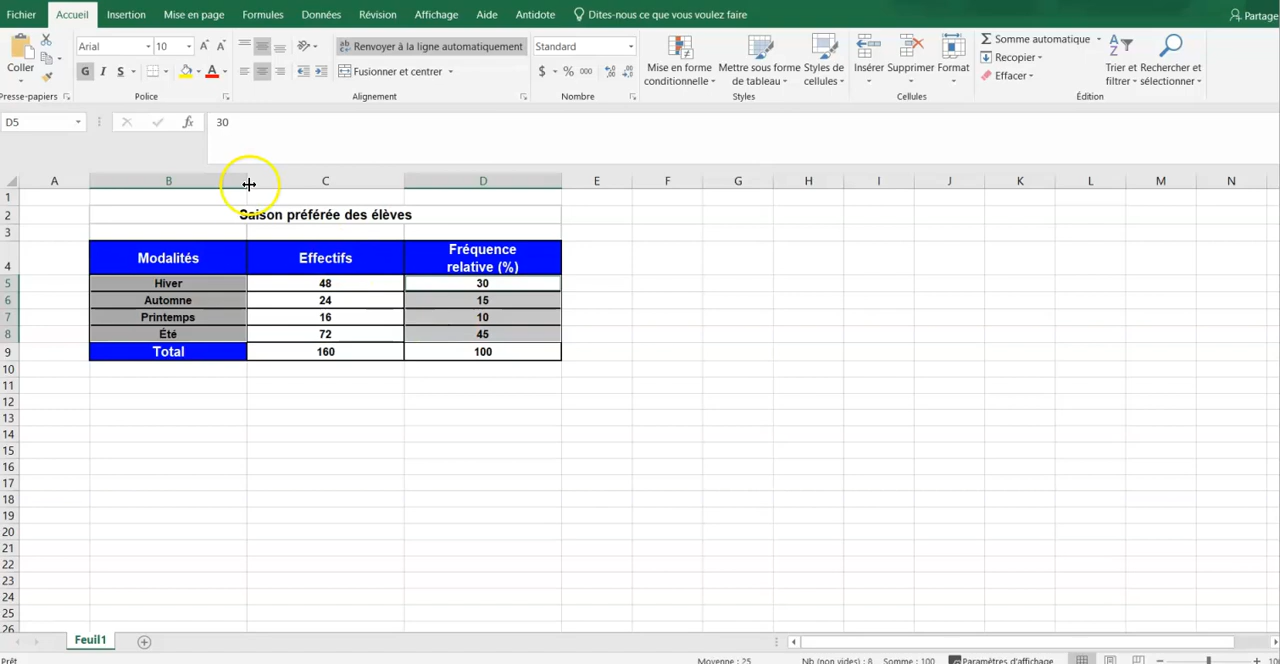 Fichier Accueil Insertion Mise en page Formules Données Révision Affichage Aide Antidote Dites-nous ce que vous voulez faire Partage
Arial 10 Renvoyer à la ligne automatiquement Standard Σ Somme automatique
Coller G I S A Fusionner et centrer $ % 000 Mise en forme conditionnelle Mettre sous forme de tableau Styles de cellules Insérer Supprimer Format Recopier Effacer Trier et filtrer Rechercher et sélectionner
Presse-papiers Police Alignement Nombre Styles Cellules Édition
D5 fx 30
A B C D E F G H I J K L M N
1
2 Saison préférée des élèves
3
4 Modalités Effectifs Fréquence relative (%)
5 Hiver 48 30
6 Automne 24 15
7 Printemps 16 10
8 Été 72 45
9 Total 160 100
10
11
12
13
14
15
16
17
18
19
20
21
22
23
24
25
26
Feuil1
Prêt Moyenne : 25 Nb (non vides) : 8 Somme : 100 Paramètres d'affichage 10